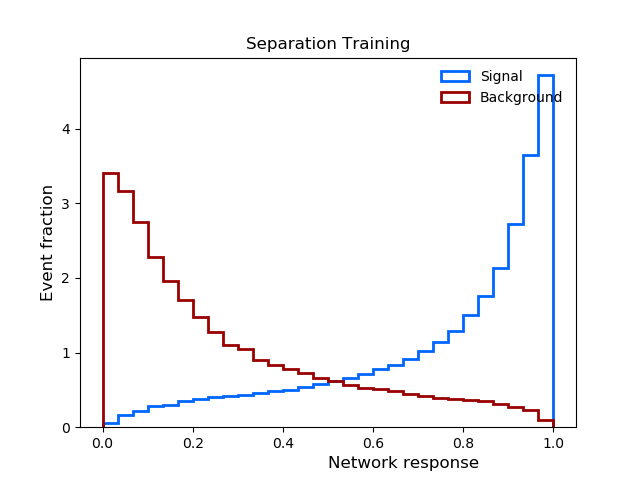 Separation Training
Signal
Background
Event fraction
4
3
2
1
0
0.0 0.2 0.4 0.6 0.8 1.0
Network response